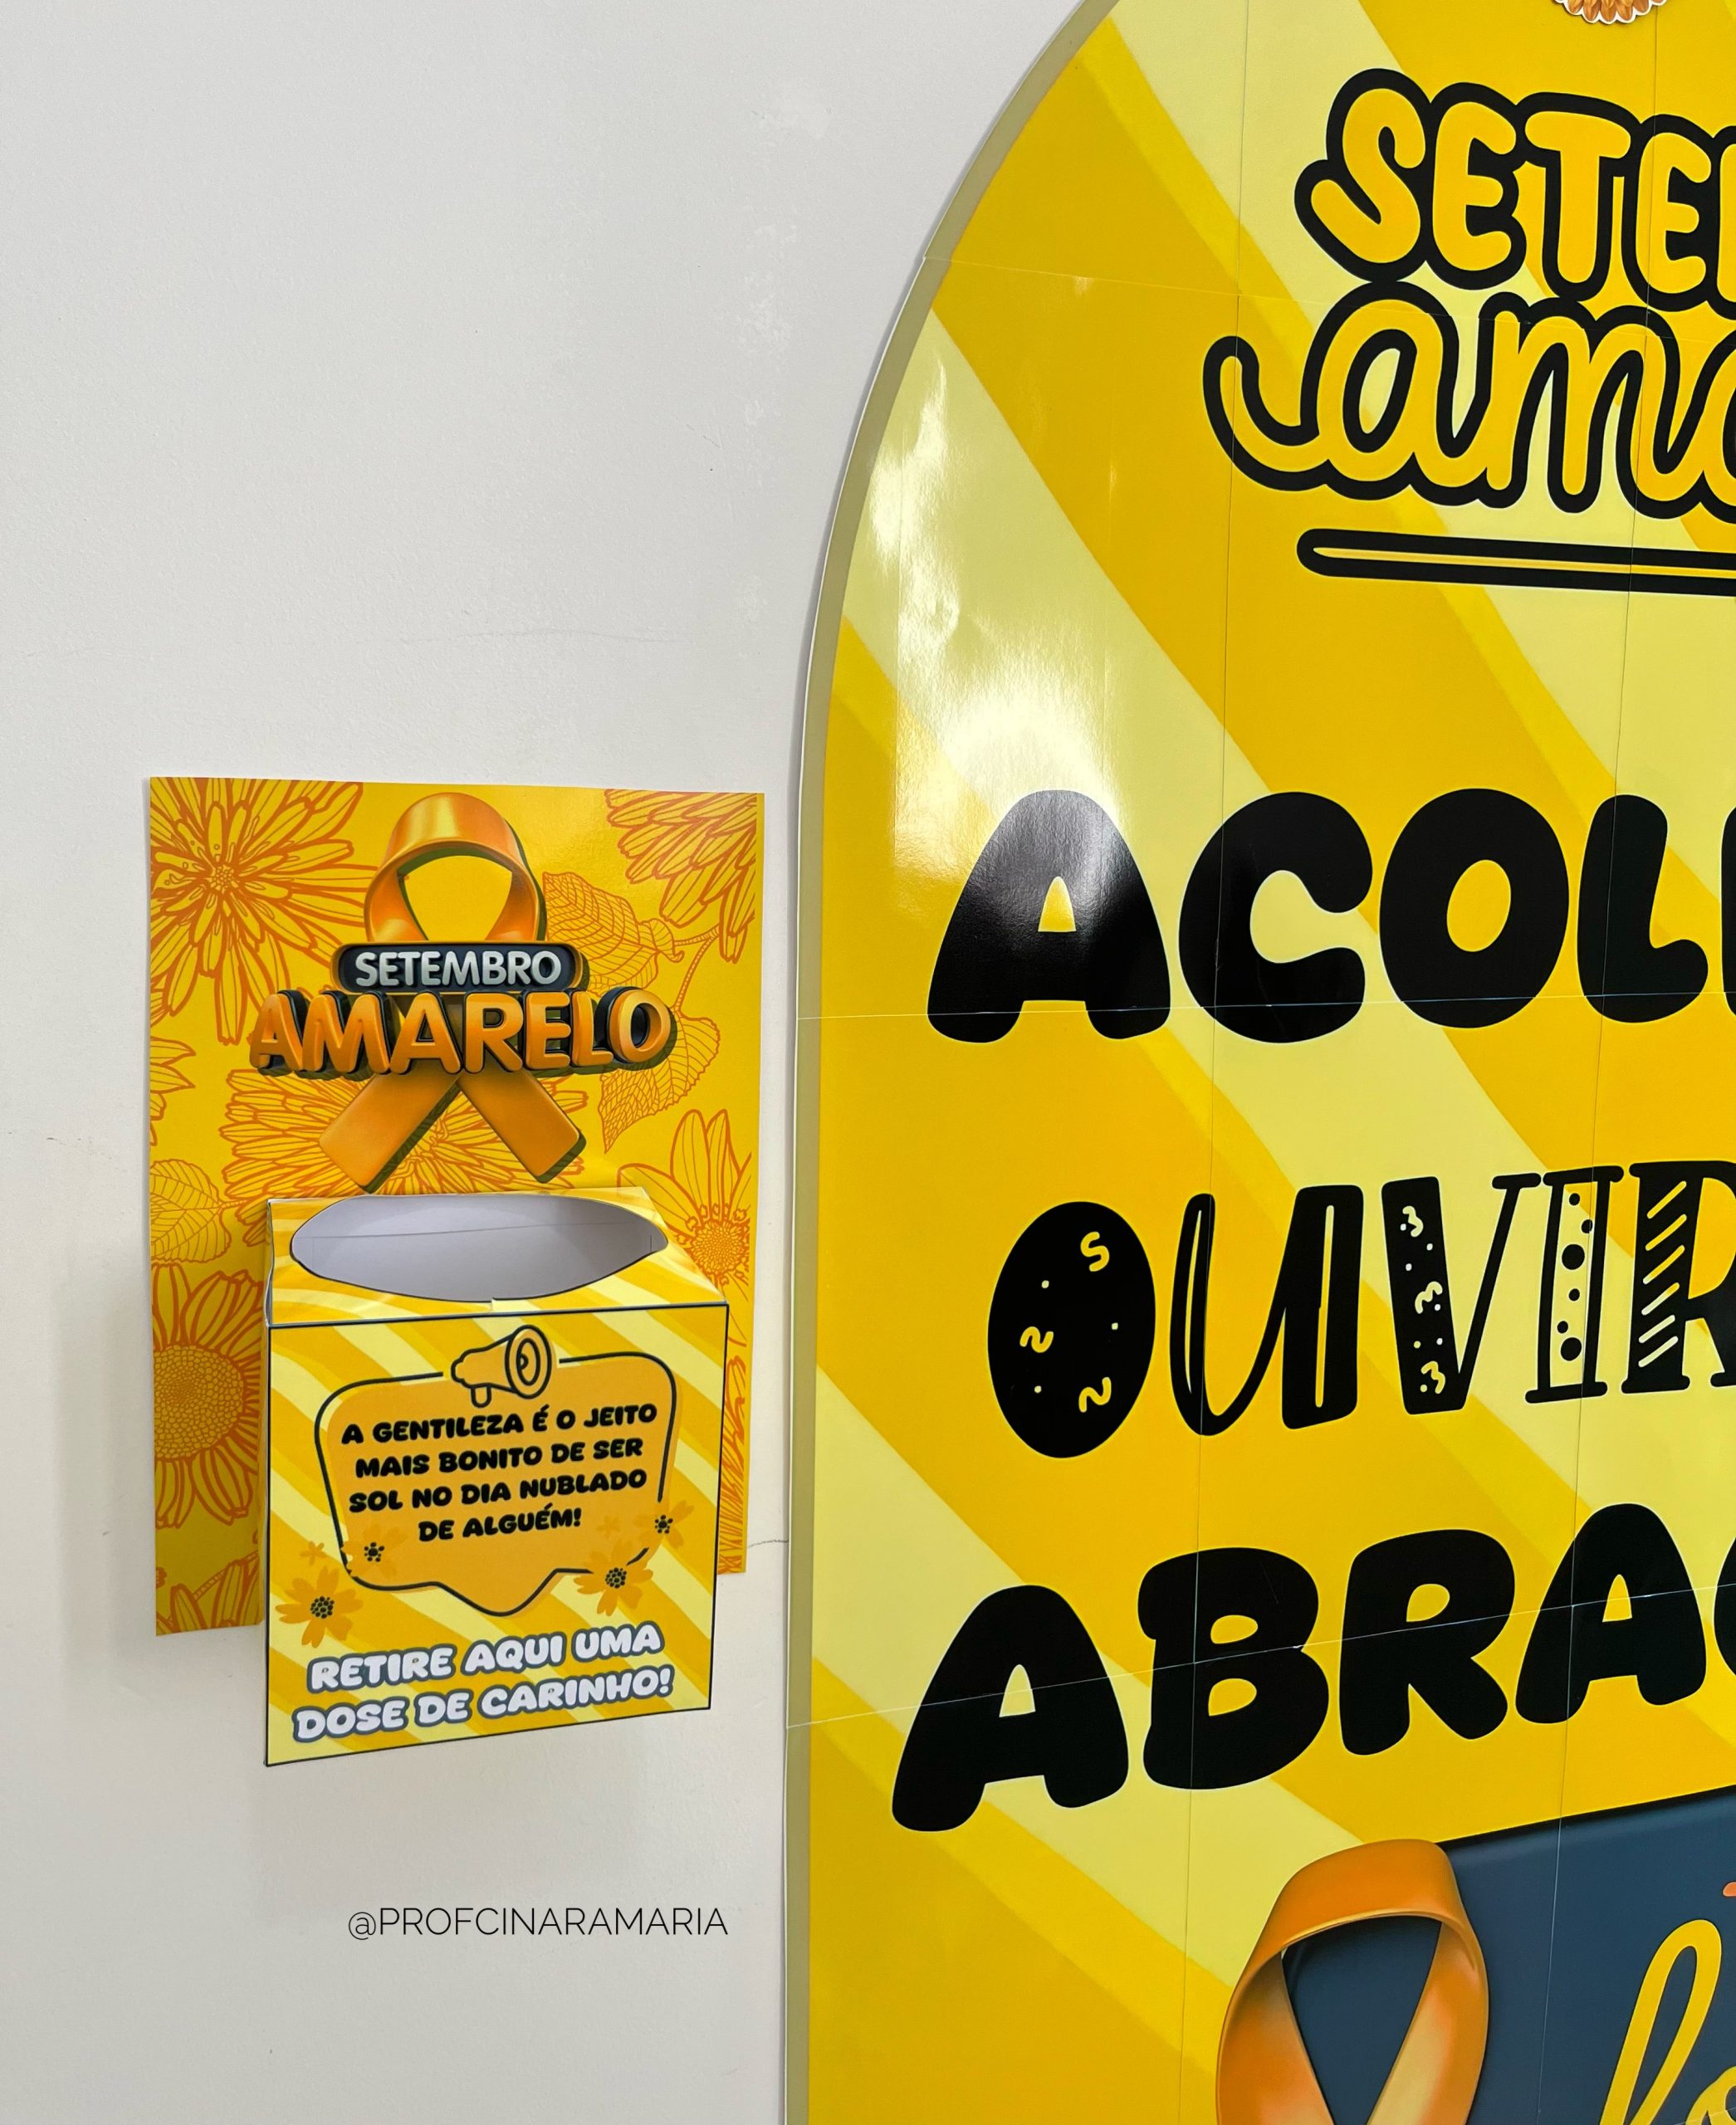 SETEMBRO
AMARELO
A GENTILEZA É O JEITO
MAIS BONITO DE SER
SOL NO DIA NUBLADO
DE ALGUÉM!
RETIRE AQUI UMA
DOSE DE CARINHO!
@PROFCINARAMARIA
OUVIR